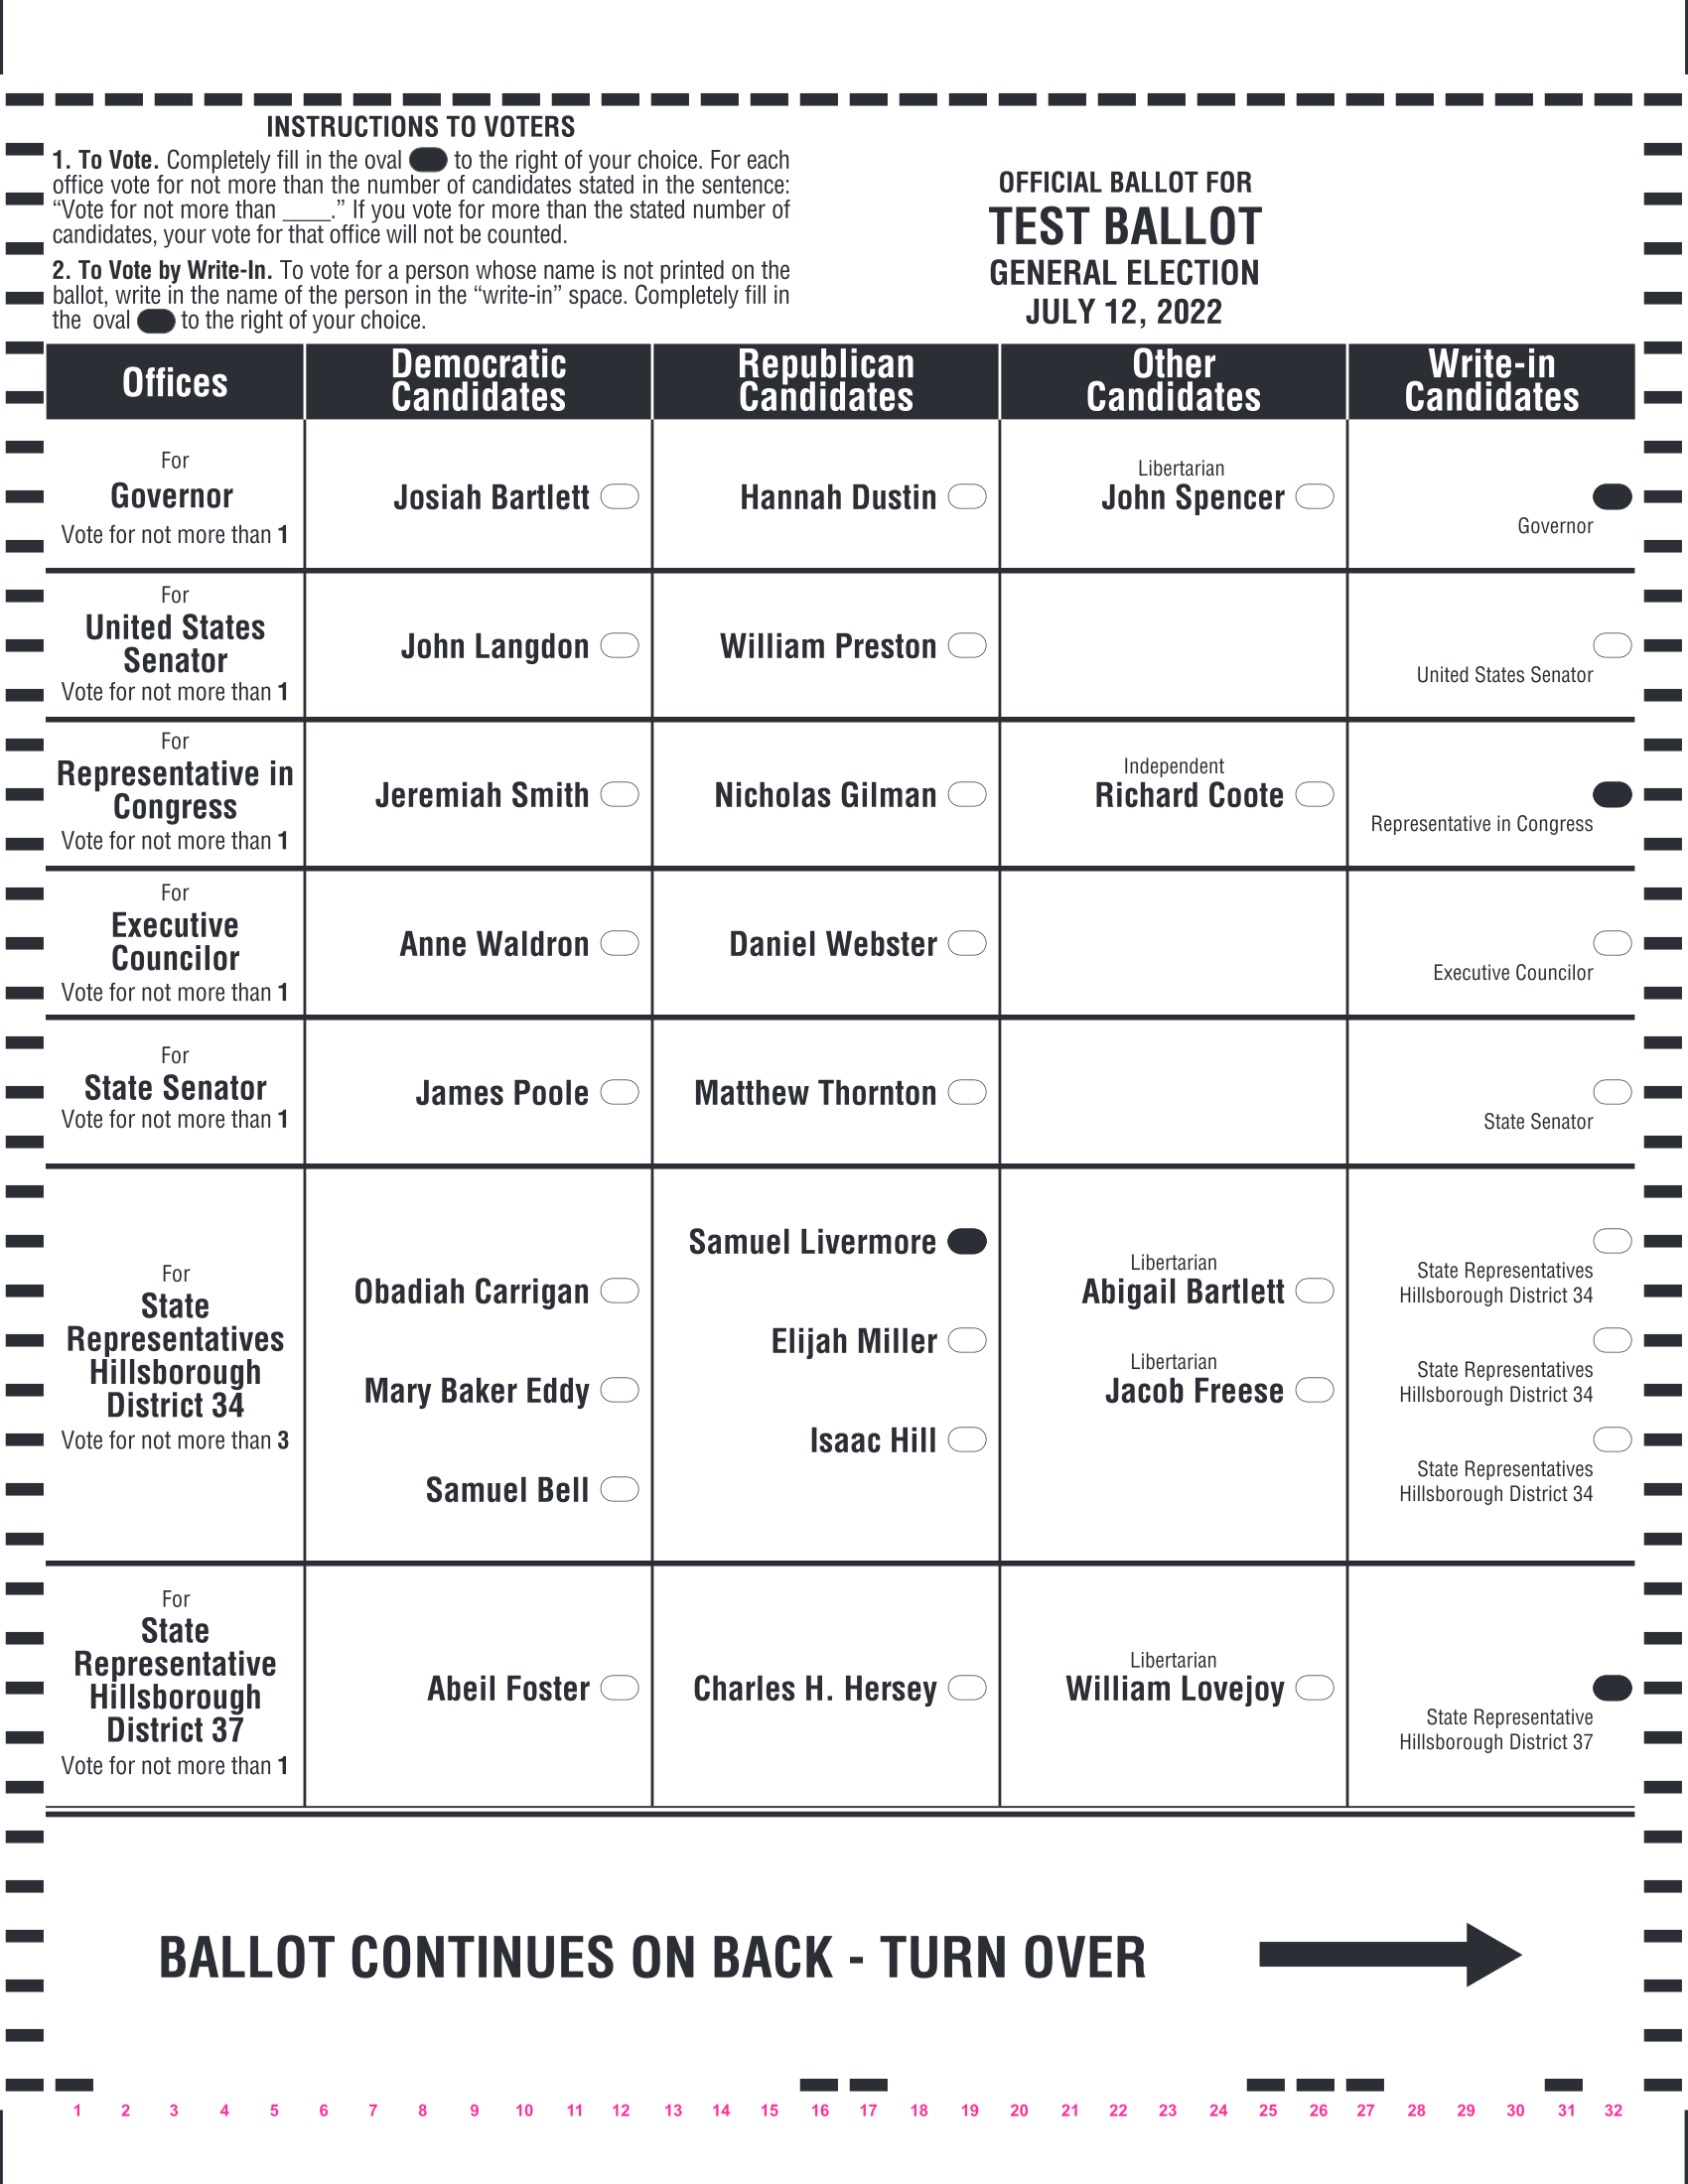 INSTRUCTIONS TO VOTERS
1. To Vote. Completely fill in the oval to the right of your choice. For each
office vote for not more than the number of candidates stated in the sentence:
“Vote for not more than ____.” If you vote for more than the stated number of
candidates, your vote for that office will not be counted.
2. To Vote by Write-In. To vote for a person whose name is not printed on the
ballot, write in the name of the person in the “write-in” space. Completely fill in
the oval to the right of your choice.
OFFICIAL BALLOT FOR
TEST BALLOT
GENERAL ELECTION
JULY 12, 2022
Offices
Democratic
Candidates
Republican
Candidates
Other
Candidates
Write-in
Candidates
For
Governor
Vote for not more than 1
Josiah Bartlett
Hannah Dustin
Libertarian
John Spencer
Governor
For
United States
Senator
Vote for not more than 1
John Langdon
William Preston
United States Senator
For
Representative in
Congress
Vote for not more than 1
Jeremiah Smith
Nicholas Gilman
Independent
Richard Coote
Representative in Congress
For
Executive
Councilor
Vote for not more than 1
Anne Waldron
Daniel Webster
Executive Councilor
For
State Senator
Vote for not more than 1
James Poole
Matthew Thornton
State Senator
For
State
Representatives
Hillsborough
District 34
Vote for not more than 3
Obadiah Carrigan
Mary Baker Eddy
Samuel Bell
Samuel Livermore
Elijah Miller
Isaac Hill
Libertarian
Abigail Bartlett
Libertarian
Jacob Freese
State Representatives
Hillsborough District 34
State Representatives
Hillsborough District 34
State Representatives
Hillsborough District 34
For
State
Representative
Hillsborough
District 37
Vote for not more than 1
Abeil Foster
Charles H. Hersey
Libertarian
William Lovejoy
State Representative
Hillsborough District 37
BALLOT CONTINUES ON BACK - TURN OVER
1 2 3 4 5 6 7 8 9 10 11 12 13 14 15 16 17 18 19 20 21 22 23 24 25 26 27 28 29 30 31 32